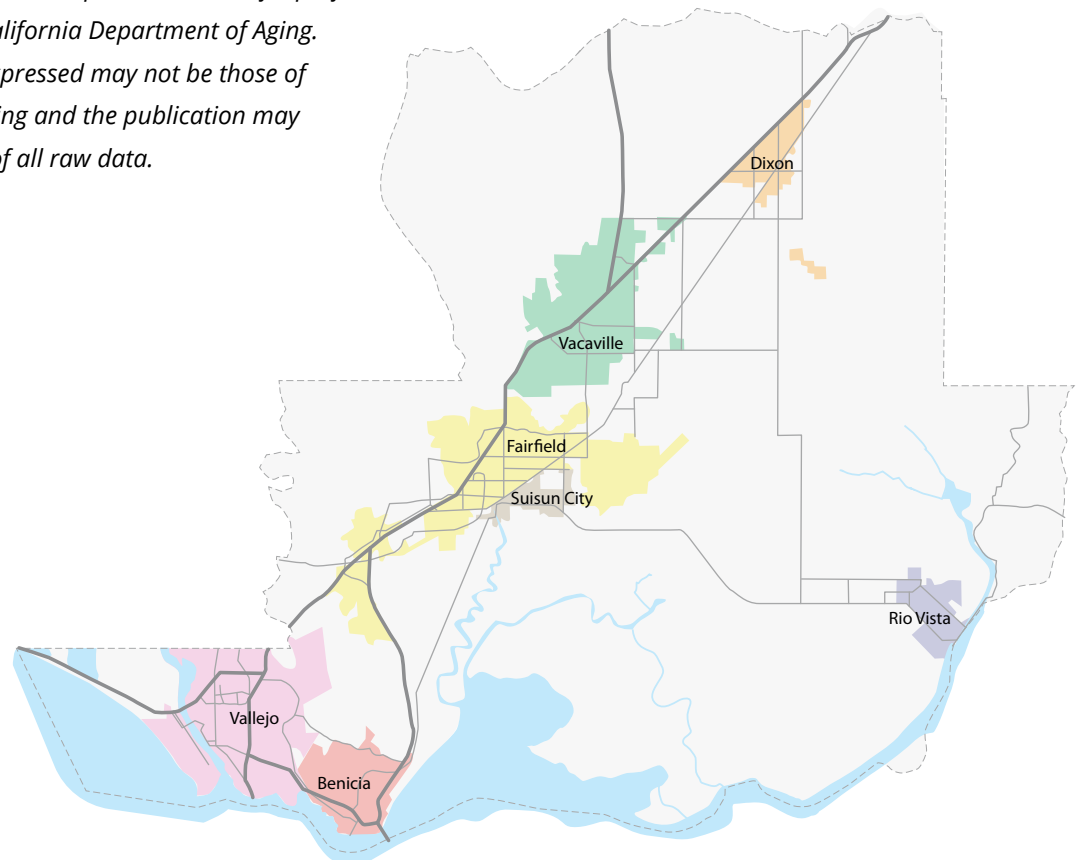 alifornia Department of Aging.
pressed may not be those of
ing and the publication may
of all raw data.
Dixon
Vacaville
Fairfield
Suisun City
Rio Vista
Vallejo
Benicia